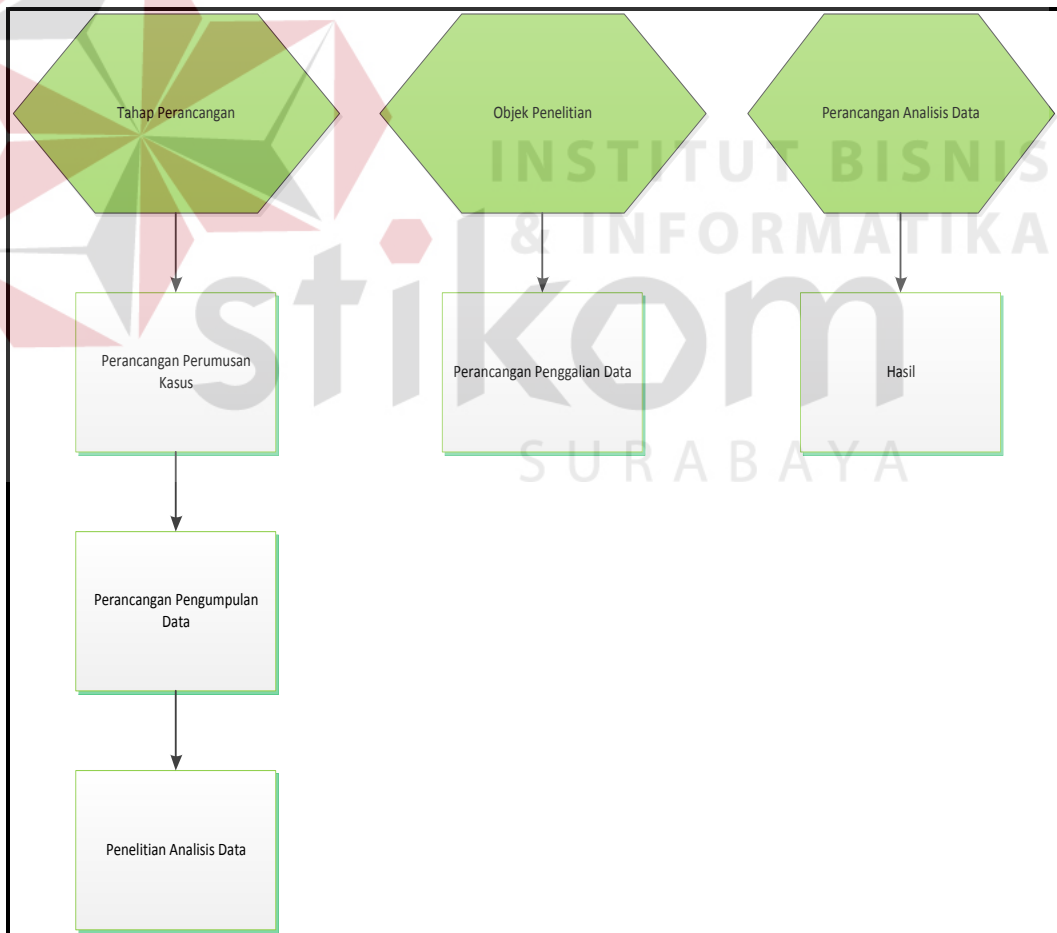 Tahap Perancangan
Objek Penelitian
Perancangan Analisis Data
INSTITUT BISNIS
& INFORMATIKA
stikom
SURABAYA
Perancangan Perumusan
Kasus
Perancangan Penggalian Data
Hasil
Perancangan Pengumpulan
Data
Penelitian Analisis Data